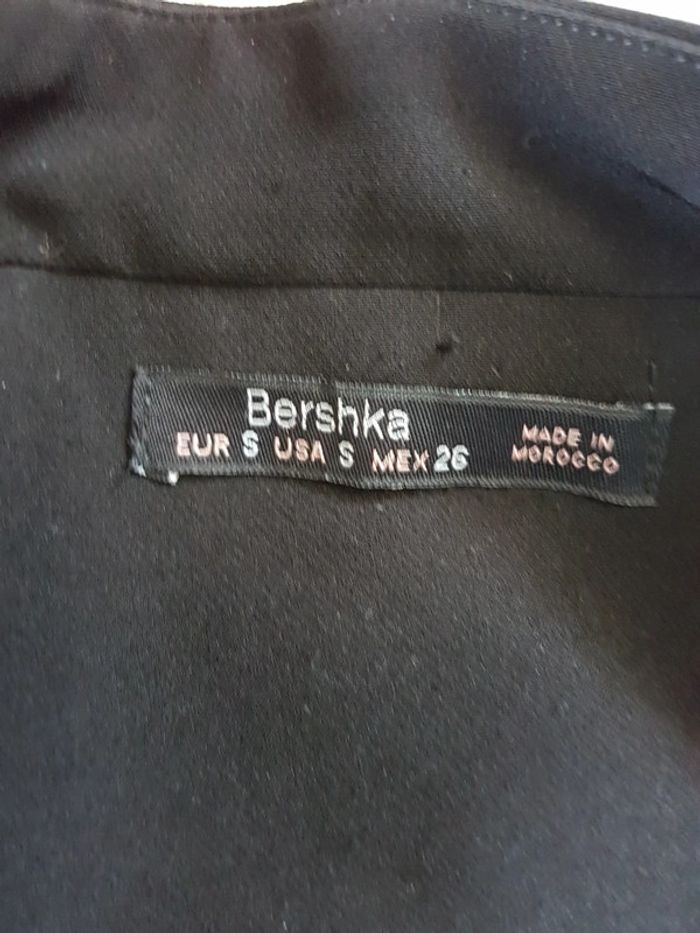 Bershka
EUR S USA S MEX 26
MADE IN
MOROCCO